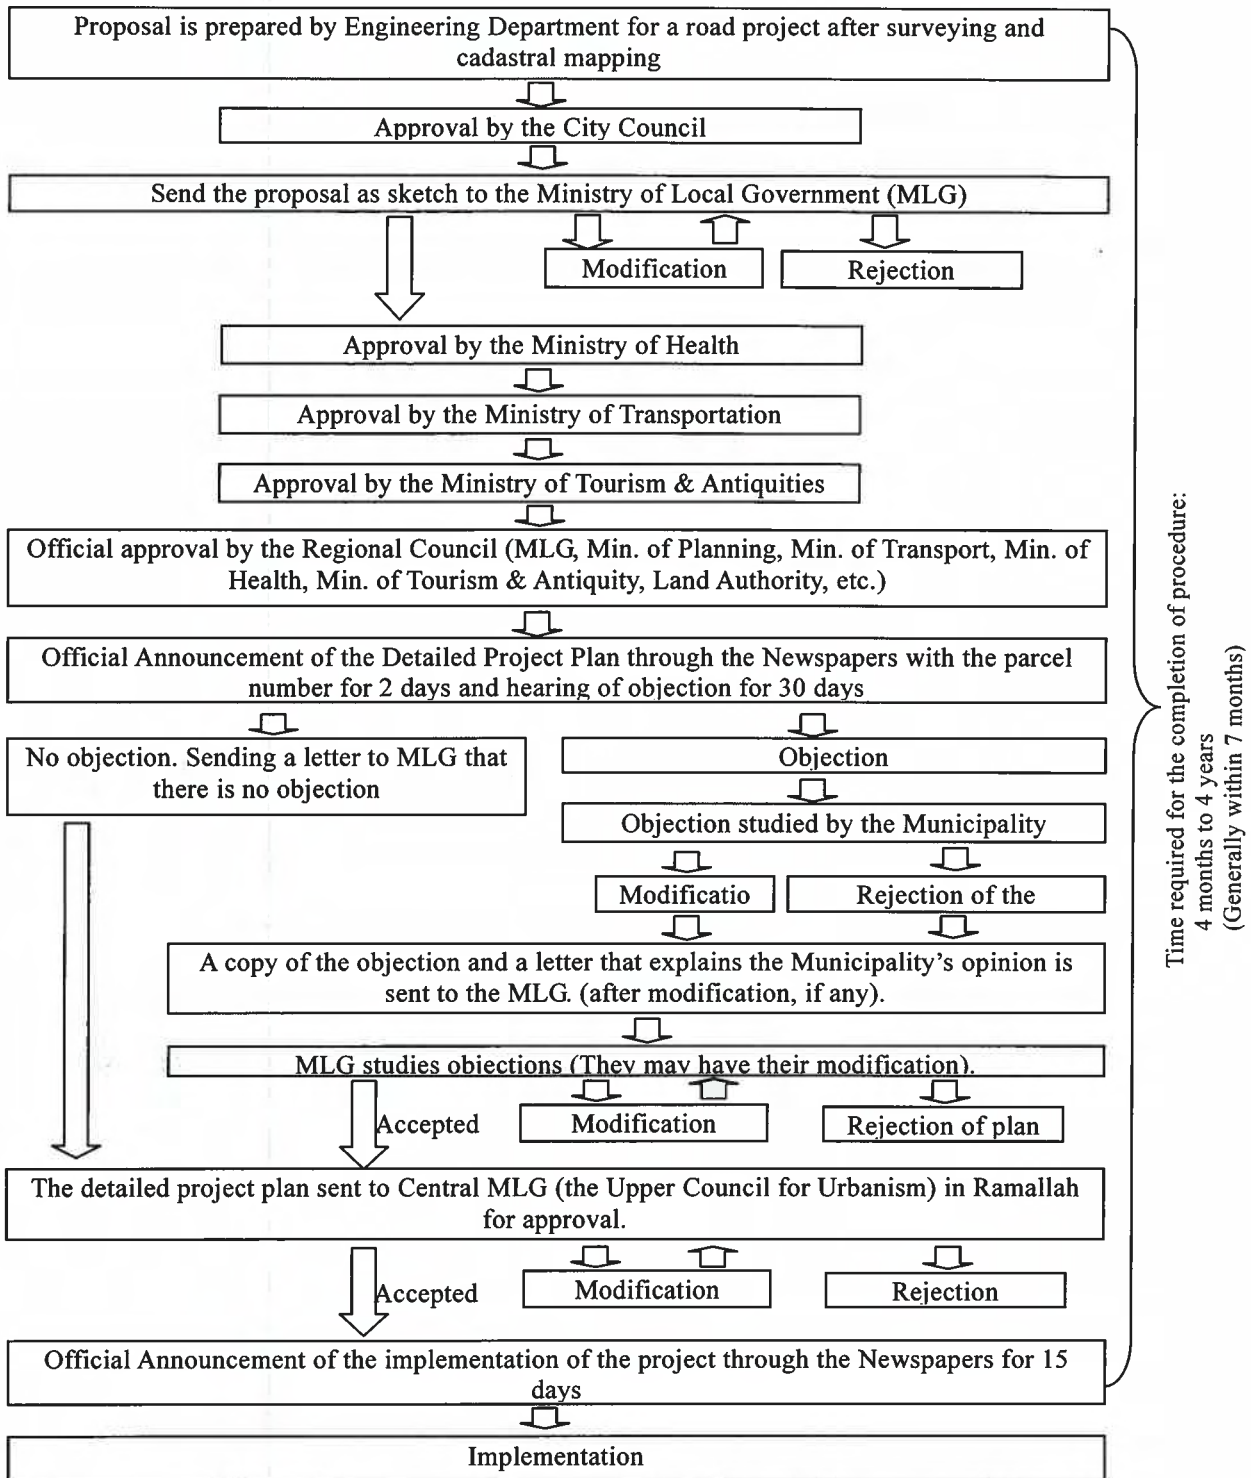 Proposal is prepared by Engineering Department for a road project after surveying and
cadastral mapping
Approval by the City Council
Send the proposal as sketch to the Ministry of Local Government (MLG)
Modification
Rejection
Approval by the Ministry of Health
Approval by the Ministry of Transportation
Approval by the Ministry of Tourism & Antiquities
Official approval by the Regional Council (MLG, Min. of Planning, Min. of Transport, Min. of
Health, Min. of Tourism & Antiquity, Land Authority, etc.)
Official Announcement of the Detailed Project Plan through the Newspapers with the parcel
number for 2 days and hearing of objection for 30 days
No objection. Sending a letter to MLG that
there is no objection
Objection
Objection studied by the Municipality
Modificatio
Rejection of the
A copy of the objection and a letter that explains the Municipality's opinion is
sent to the MLG. (after modification, if any).
MLG studies objections (They may have their modification).
Accepted
Modification
Rejection of plan
The detailed project plan sent to Central MLG (the Upper Council for Urbanism) in Ramallah
for approval.
Accepted
Modification
Rejection
Official Announcement of the implementation of the project through the Newspapers for 15
days
Implementation
Time required for the completion of procedure:
4 months to 4 years
(Generally within 7 months)